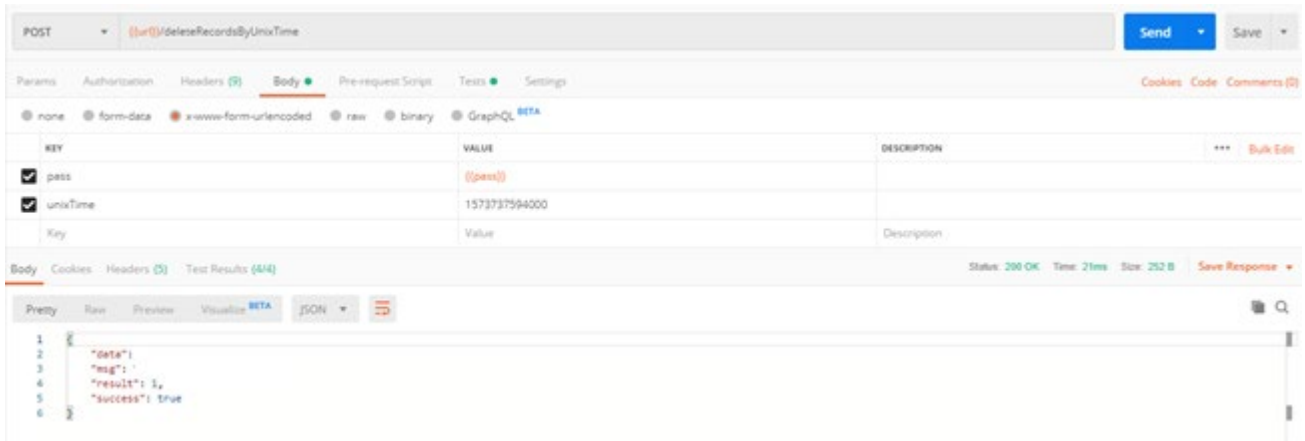 POST {{url}}/deleteRecordsByUnixTime Send Save
Params Authorization Headers (9) Body Pre-request Script Tests Settings Cookies Code Comments (0)
none form-data x-www-form-urlencoded raw binary GraphQL BETA
KEY VALUE DESCRIPTION ••• Bulk Edit
pass {{pass}}
unixTime 1573737594000
Key Value Description
Body Cookies Headers (5) Test Results (4/4) Status: 200 OK Time: 21ms Size: 252 B Save Response
Pretty Raw Preview Visualize BETA JSON
1 {
2 "data":
3 "msg": '
4 "result": 1,
5 "success": true
6 }